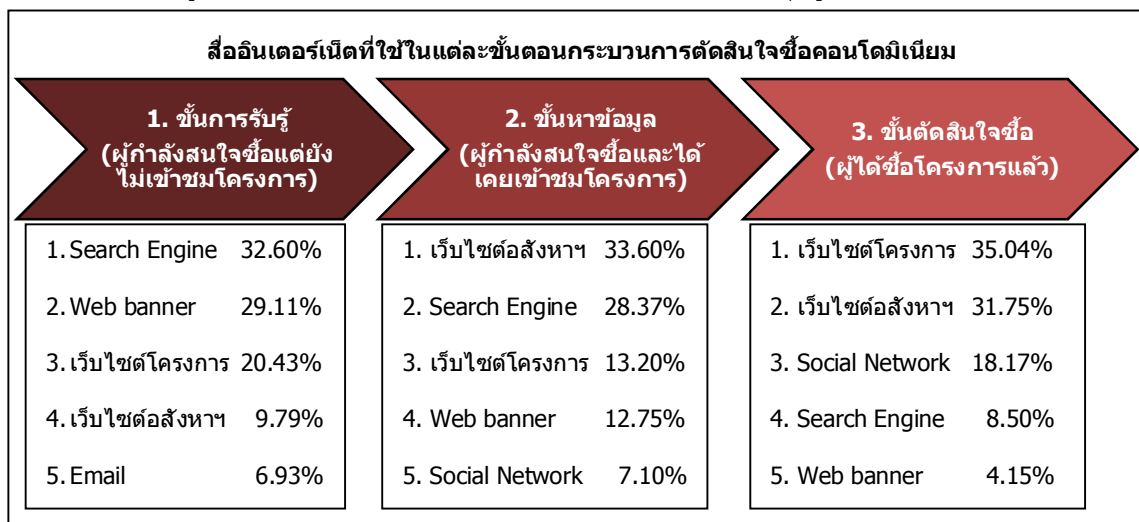 สื่ออินเตอร์เน็ตที่ใช้ในแต่ละขั้นตอนกระบวนการตัดสินใจซื้อคอนโดมิเนียม
1. ขั้นการรับรู้
(ผู้กำลังสนใจซื้อแต่ยัง
ไม่เข้าชมโครงการ)
2. ขั้นหาข้อมูล
(ผู้กำลังสนใจซื้อและได้
เคยเข้าชมโครงการ)
3. ขั้นตัดสินใจซื้อ
(ผู้ได้ซื้อโครงการแล้ว)
1. Search Engine 32.60%
2. Web banner 29.11%
3. เว็บไซต์โครงการ 20.43%
4. เว็บไซต์อสังหาฯ 9.79%
5. Email 6.93%
1. เว็บไซต์อสังหาฯ 33.60%
2. Search Engine 28.37%
3. เว็บไซต์โครงการ 13.20%
4. Web banner 12.75%
5. Social Network 7.10%
1. เว็บไซต์โครงการ 35.04%
2. เว็บไซต์อสังหาฯ 31.75%
3. Social Network 18.17%
4. Search Engine 8.50%
5. Web banner 4.15%